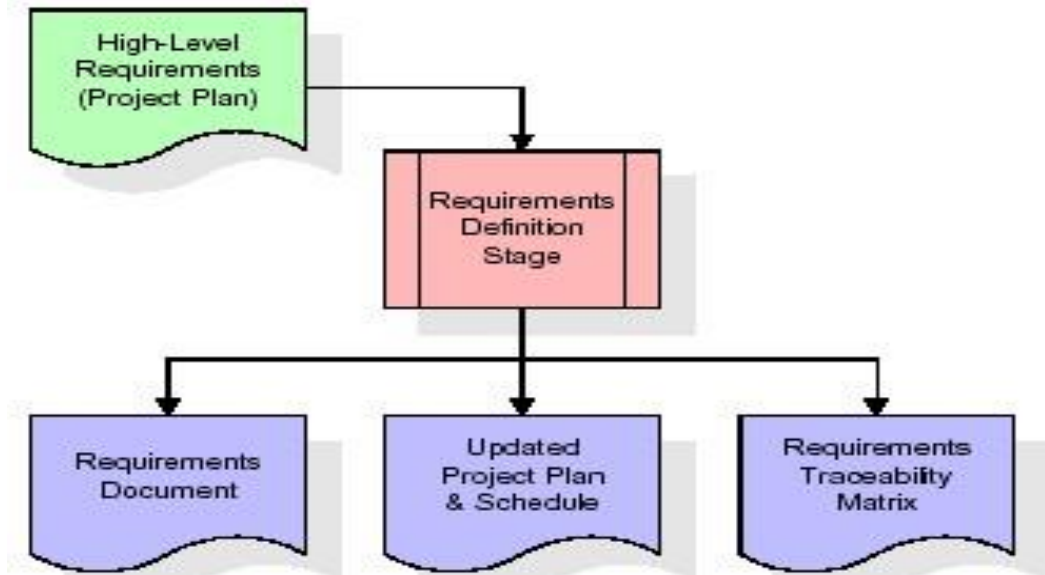 High-Level
Requirements
(Project Plan)
Requirements
Definition
Stage
Requirements
Document
Updated
Project Plan
& Schedule
Requirements
Traceability
Matrix